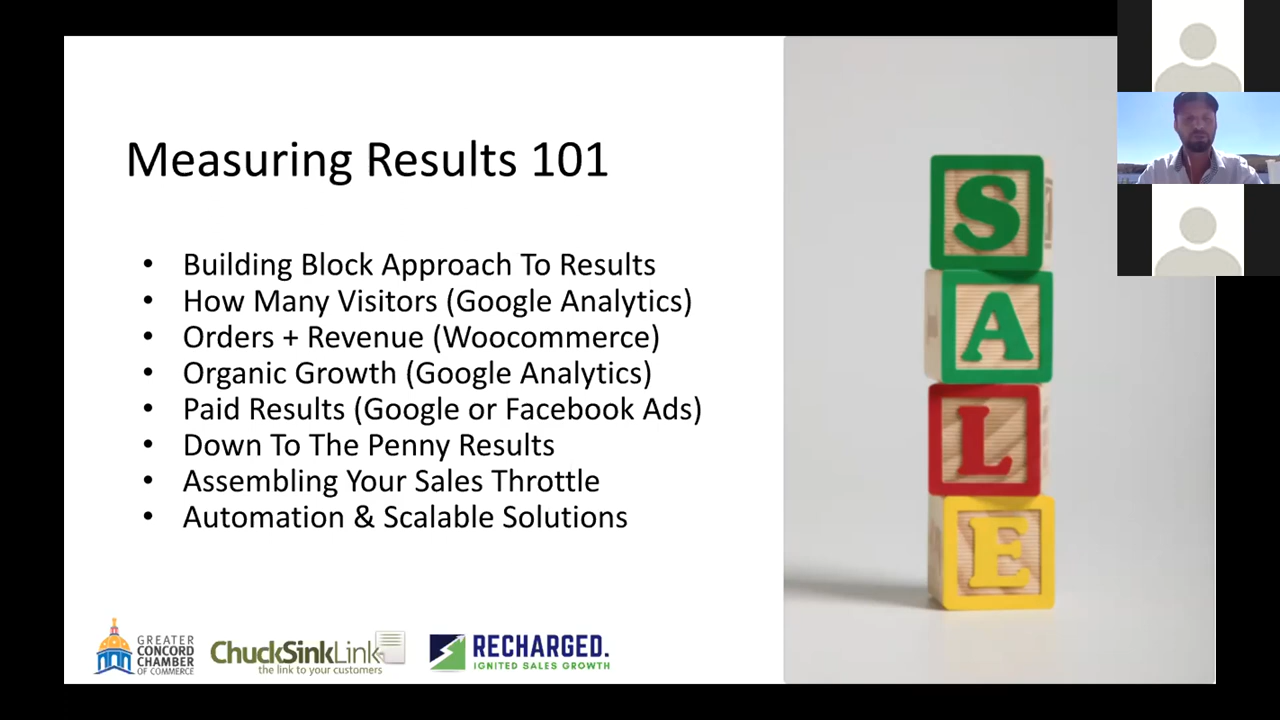 Measuring Results 101
• Building Block Approach To Results
• How Many Visitors (Google Analytics)
• Orders + Revenue (Woocommerce)
• Organic Growth (Google Analytics)
• Paid Results (Google or Facebook Ads)
• Down To The Penny Results
• Assembling Your Sales Throttle
• Automation & Scalable Solutions
S
A
L
E
GREATER
CONCORD
CHAMBER
OF COMMERCE
ChuckSinkLink
the link to your customers
RECHARGED.
IGNITED SALES GROWTH